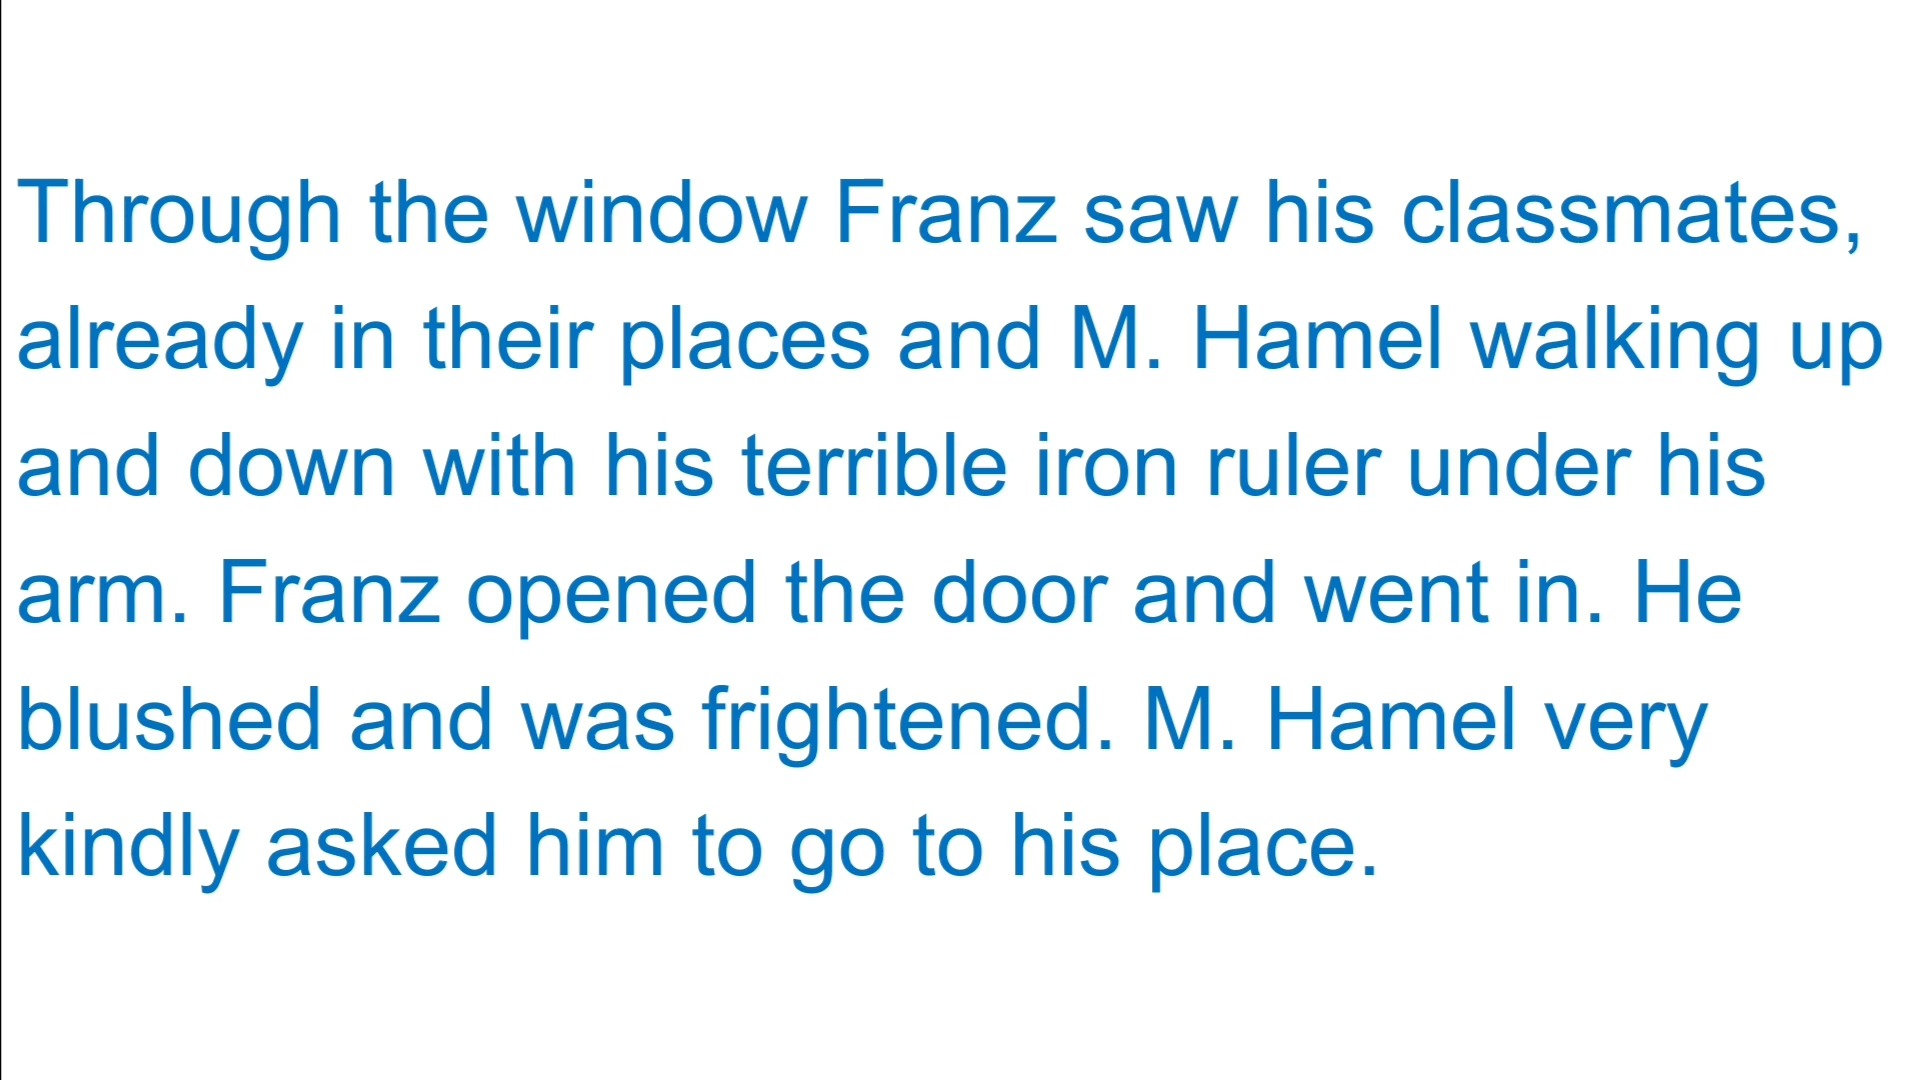 Through the window Franz saw his classmates,
already in their places and M. Hamel walking up
and down with his terrible iron ruler under his
arm. Franz opened the door and went in. He
blushed and was frightened. M. Hamel very
kindly asked him to go to his place.